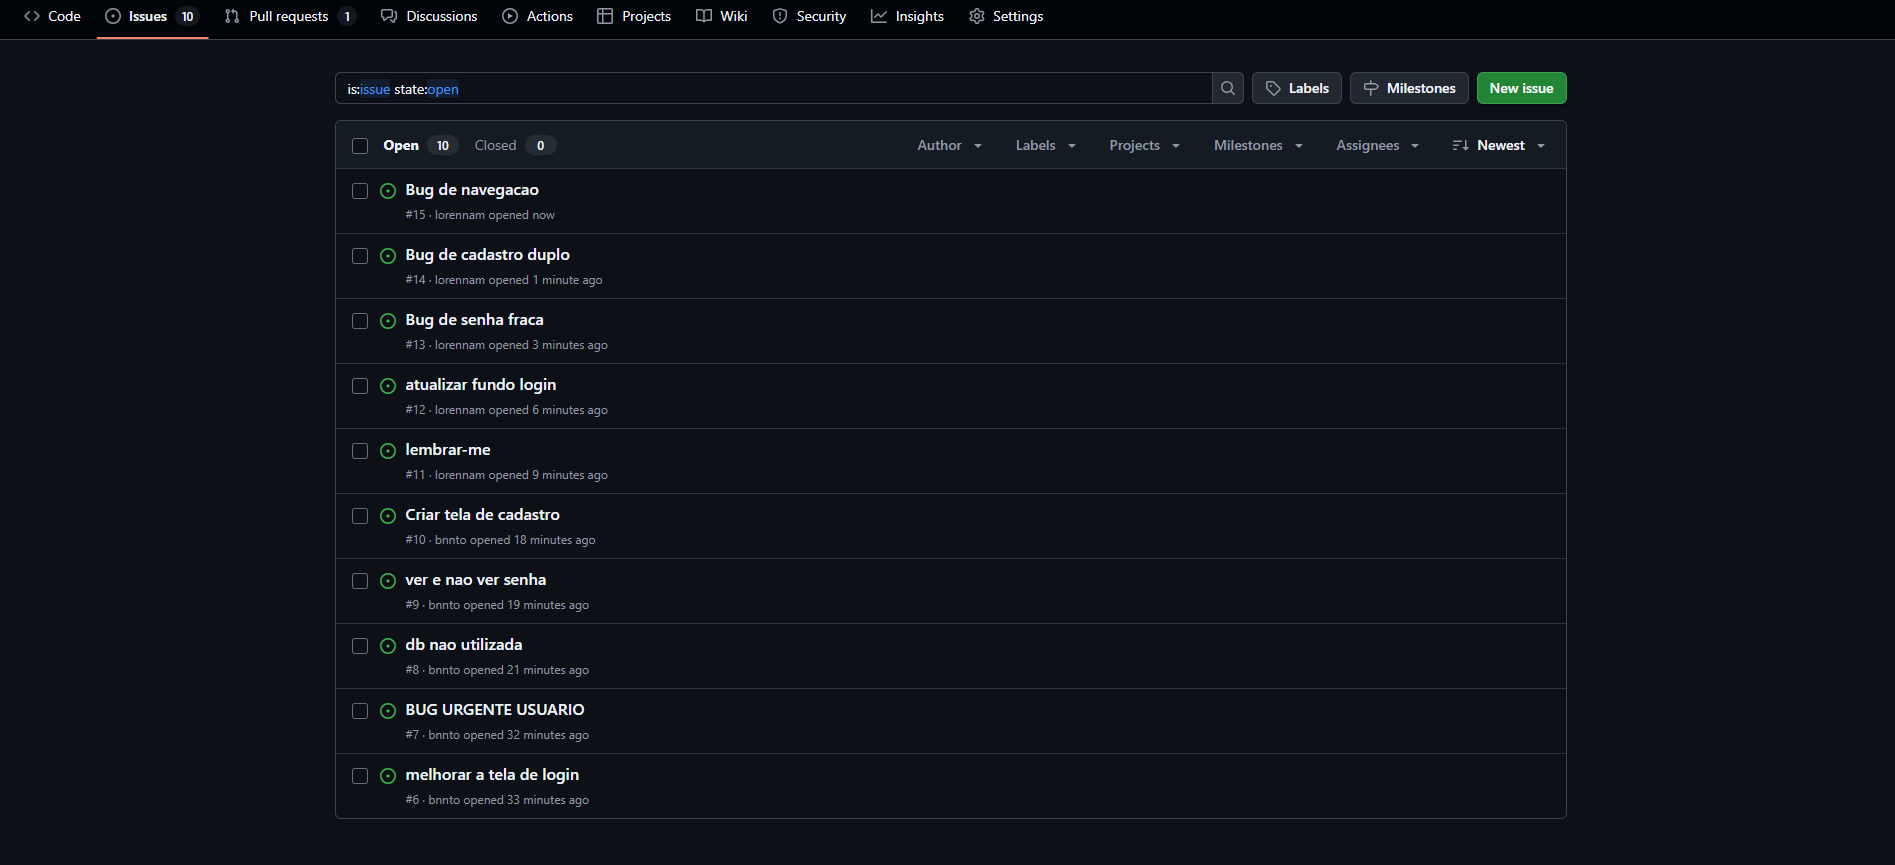 Code Issues 10 Pull requests 1 Discussions Actions Projects Wiki Security Insights Settings
is:issue state:open Labels Milestones New issue
Open 10 Closed 0 Author Labels Projects Milestones Assignees Newest
Bug de navegacao
#15 · lorennam opened now
Bug de cadastro duplo
#14 · lorennam opened 1 minute ago
Bug de senha fraca
#13 · lorennam opened 3 minutes ago
atualizar fundo login
#12 · lorennam opened 6 minutes ago
lembrar-me
#11 · lorennam opened 9 minutes ago
Criar tela de cadastro
#10 · bnnto opened 18 minutes ago
ver e nao ver senha
#9 · bnnto opened 19 minutes ago
db nao utilizada
#8 · bnnto opened 21 minutes ago
BUG URGENTE USUARIO
#7 · bnnto opened 32 minutes ago
melhorar a tela de login
#6 · bnnto opened 33 minutes ago